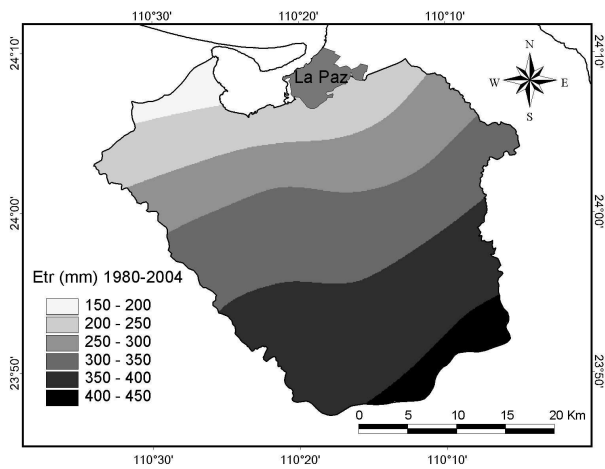 110°30' 110°20' 110°10'
24°10' 24°10'
La Paz
N
W E
S
24°00' 24°00'
Etr (mm) 1980-2004
150 - 200
200 - 250
250 - 300
300 - 350
350 - 400
400 - 450
23°50' 23°50'
0 5 10 15 20 Km
110°30' 110°20' 110°10'